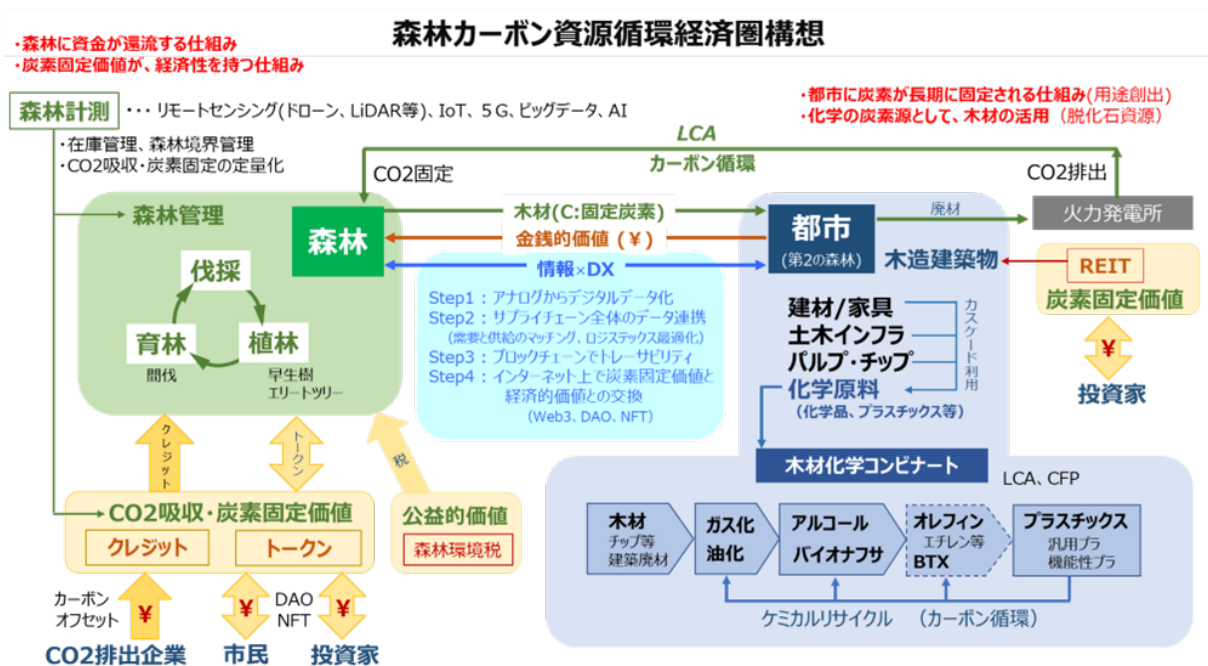 森林カーボン資源循環経済圏構想
・森林に資金が還流する仕組み
・炭素固定価値が、経済性を持つ仕組み
森林計測
・・・ リモートセンシング(ドローン、LiDAR等)、IoT、５G、ビッグデータ、AI
・在庫管理、森林境界管理
・CO2吸収・炭素固定の定量化
・都市に炭素が長期に固定される仕組み(用途創出)
・化学の炭素源として、木材の活用（脱化石資源）
LCA
カーボン循環
CO2固定
CO2排出
森林管理
森林
木材(C:固定炭素)
金銭的価値 (￥)
情報×DX
都市
(第2の森林)
廃材
火力発電所
木造建築物
REIT
炭素固定価値
￥
投資家
伐採
育林
間伐
植林
早生樹
エリートツリー
Step1：アナログからデジタルデータ化
Step2：サプライチェーン全体のデータ連携
(需要と供給のマッチング、ロジステックス最適化)
Step3：ブロックチェーンでトレーサビリティ
Step4：インターネット上で炭素固定価値と
経済的価値との交換
(Web3、DAO、NFT)
建材/家具
土木インフラ
パルプ・チップ
化学原料
(化学品、プラスチックス等)
カスケード利用
クレジット
トークン
税
CO2吸収・炭素固定価値
クレジット
トークン
公益的価値
森林環境税
カーボン
オフセット
￥
￥
DAO
NFT
￥
CO2排出企業
市民
投資家
木材化学コンビナート
LCA、CFP
木材
チップ等
建築廃材
ガス化
油化
アルコール
バイオナフサ
オレフィン
エチレン等
BTX
プラスチックス
汎用プラ
機能性プラ
ケミカルリサイクル　（カーボン循環）